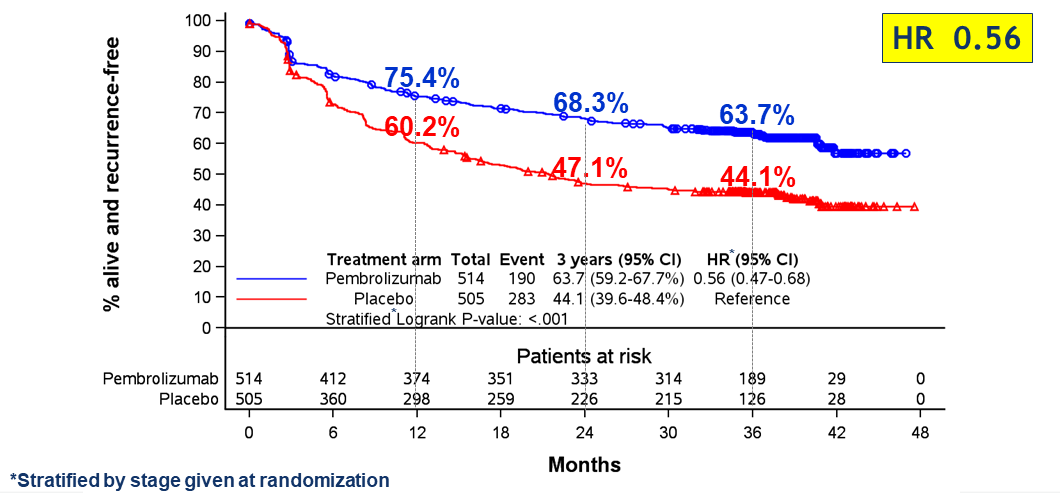 HR 0.56
% alive and recurrence-free
100
90
80
70
60
50
40
30
20
10
0
75.4%
68.3%
63.7%
60.2%
47.1%
44.1%
Treatment arm Total Event 3 years (95% CI) HR*(95% CI)
Pembrolizumab 514 190 63.7 (59.2-67.7%) 0.56 (0.47-0.68)
Placebo 505 283 44.1 (39.6-48.4%) Reference
Stratified*Logrank P-value: <.001
Patients at risk
Pembrolizumab 514 412 374 351 333 314 189 29 0
Placebo 505 360 298 259 226 215 126 28 0
0 6 12 18 24 30 36 42 48
Months
*Stratified by stage given at randomization